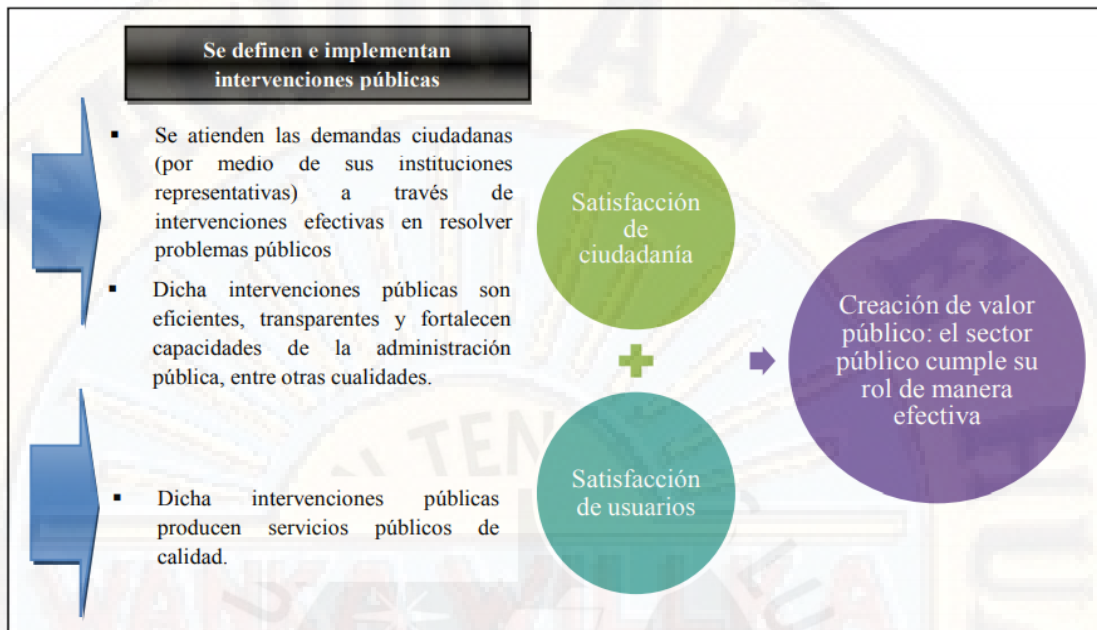 Se definen e implementan
intervenciones públicas
▪ Se atienden las demandas ciudadanas
(por medio de sus instituciones
representativas) a través de
intervenciones efectivas en resolver
problemas públicos
▪ Dicha intervenciones públicas son
eficientes, transparentes y fortalecen
capacidades de la administración
pública, entre otras cualidades.
▪ Dicha intervenciones públicas
producen servicios públicos de
calidad.
Satisfacción
de
ciudadanía
Satisfacción
de usuarios
Creación de valor
público: el sector
público cumple su
rol de manera
efectiva